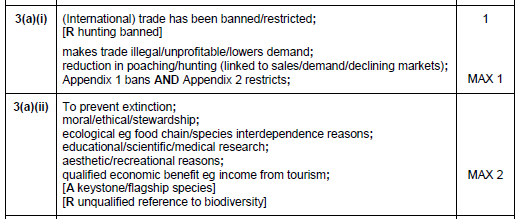 3(a)(i) (International) trade has been banned/restricted; 1
[R hunting banned]
makes trade illegal/unprofitable/lowers demand;
reduction in poaching/hunting (linked to sales/demand/declining markets);
Appendix 1 bans AND Appendix 2 restricts; MAX 1
3(a)(ii) To prevent extinction;
moral/ethical/stewardship;
ecological eg food chain/species interdependence reasons;
educational/scientific/medical research;
aesthetic/recreational reasons;
qualified economic benefit eg income from tourism; MAX 2
[A keystone/flagship species]
[R unqualified reference to biodiversity]